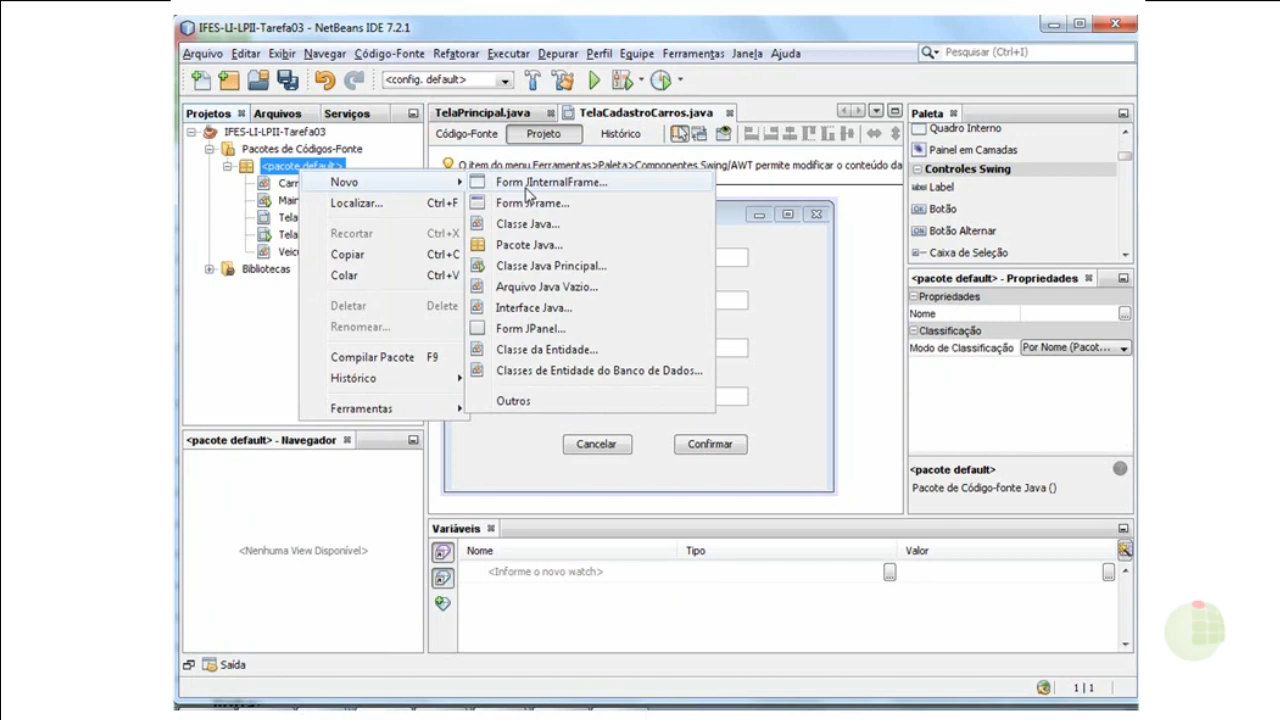 IFES-LI-LPII-Tarefa03 - NetBeans IDE 7.2.1
Arquivo Editar Exibir Navegar Código-Fonte Refatorar Executar Depurar Perfil Equipe Ferramentas Janela Ajuda
Pesquisar (Ctrl+I)
<config. default>
Projetos Arquivos Serviços
TelaPrincipal.java TelaCadastroCarros.java
Paleta
IFES-LI-LPII-Tarefa03
Pacotes de Códigos-Fonte
<pacote default>
Carr
Main
Tela
Tela
Veicu
Bibliotecas
Código-Fonte Projeto Histórico
O item do menu Ferramentas>Paleta>Componentes Swing/AWT permite modificar o conteúdo da
Novo
Localizar... Ctrl+F
Recortar Ctrl+X
Copiar Ctrl+C
Colar Ctrl+V
Deletar Delete
Renomear...
Compilar Pacote F9
Histórico
Ferramentas
Form JInternalFrame...
Form JFrame...
Classe Java...
Pacote Java...
Classe Java Principal...
Arquivo Java Vazio...
Interface Java...
Form JPanel...
Classe da Entidade...
Classes de Entidade do Banco de Dados...
Outros
Cancelar Confirmar
Quadro Interno
Painel em Camadas
Controles Swing
label Label
OK Botão
ON Botão Alternar
Caixa de Seleção
<pacote default> - Propriedades
Propriedades
Nome ...
Classificação
Modo de Classificação Por Nome (Pacot...
<pacote default>
Pacote de Código-fonte Java ()
<pacote default> - Navegador
<Nenhuma View Disponível>
Variáveis
Nome Tipo Valor
<Informe o novo watch> ... ...
Saída
1|1